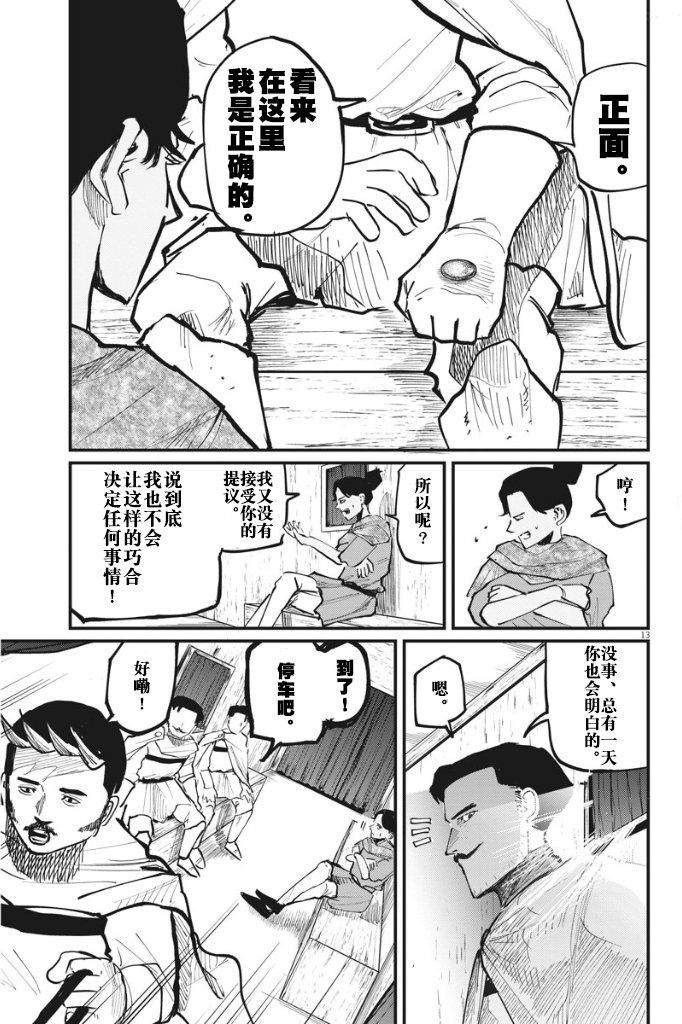 正面。
看来
在这里
我是正确的。
哼！
所以呢？
我又没有
接受你的
提议。
说到底
我也不会
让这样的巧合
决定任何事情！
13
没事、总有一天
你也会明白的。
嗯。
到了！
停车吧。
好嘞！